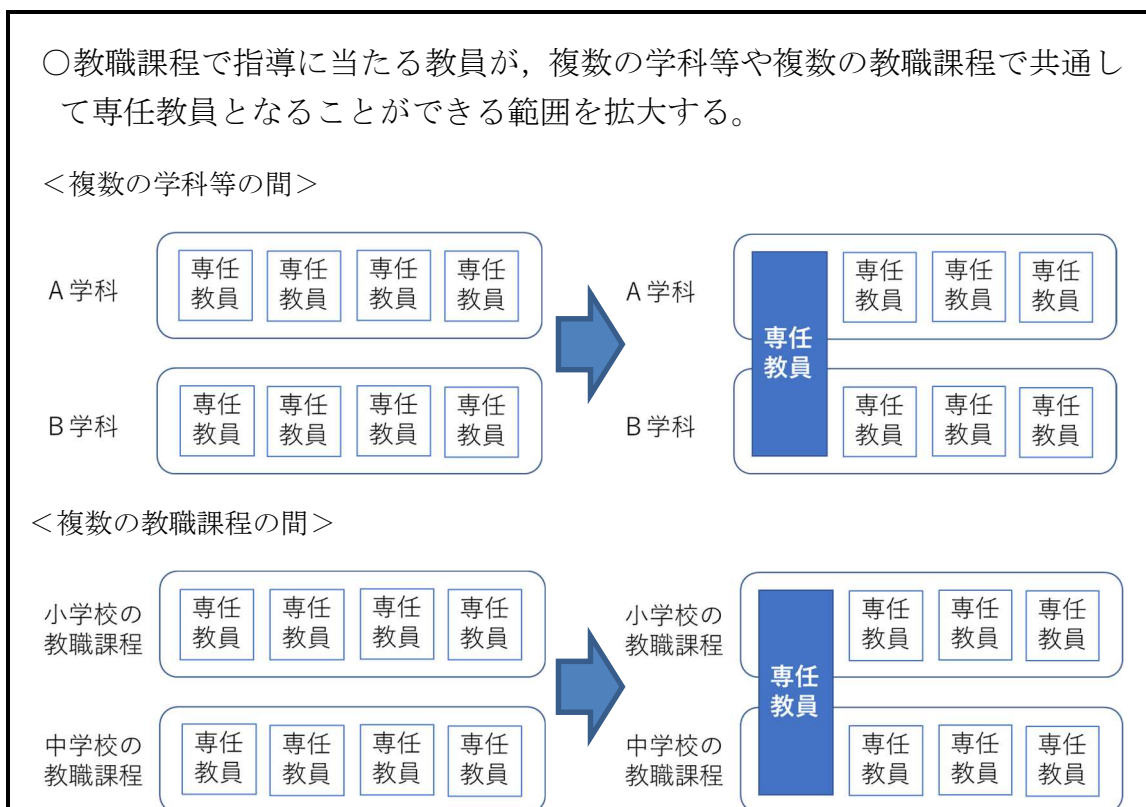 ○教職課程で指導に当たる教員が，複数の学科等や複数の教職課程で共通し
て専任教員となることができる範囲を拡大する。
＜複数の学科等の間＞
A学科
専任 専任 専任 専任
教員 教員 教員 教員
B学科
専任 専任 専任 専任
教員 教員 教員 教員
A学科
専任
教員
専任 専任 専任
教員 教員 教員
B学科
専任 専任 専任
教員 教員 教員
＜複数の教職課程の間＞
小学校の
教職課程
専任 専任 専任 専任
教員 教員 教員 教員
中学校の
教職課程
専任 専任 専任 専任
教員 教員 教員 教員
小学校の
教職課程
専任
教員
専任 専任 専任
教員 教員 教員
中学校の
教職課程
専任 専任 専任
教員 教員 教員